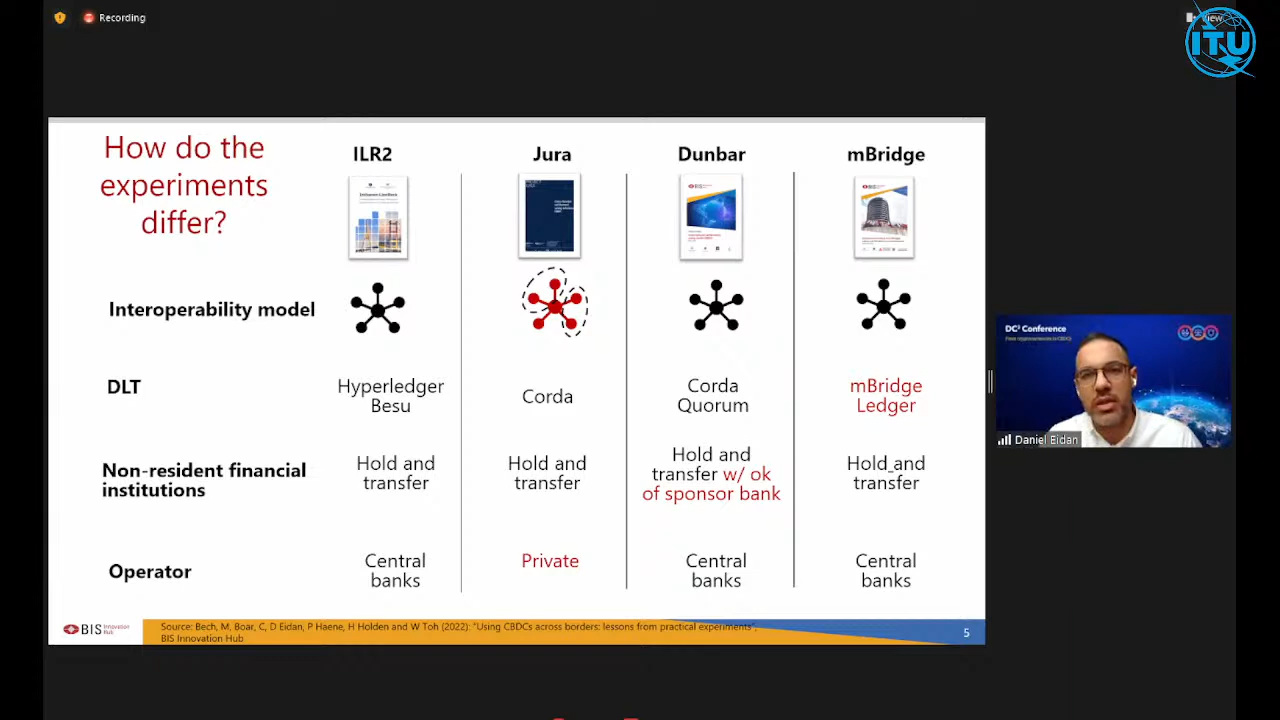 Recording
View
ITU
How do the
experiments
differ?
ILR2
Jura
Dunbar
mBridge
BIS
Interoperability model
DLT
Hyperledger
Besu
Corda
Corda
Quorum
mBridge
Ledger
Non-resident financial
institutions
Hold and
transfer
Hold and
transfer
Hold and
transfer w/ ok
of sponsor bank
Hold_and
transfer
Operator
Central
banks
Private
Central
banks
Central
banks
BIS Innovation
Hub
Source: Bech, M, Boar, C, D Eidan, P Haene, H Holden and W Toh (2022): "Using CBDCs across borders: lessons from practical experiments",
BIS Innovation Hub
5
DC³ Conference
Daniel Eidan